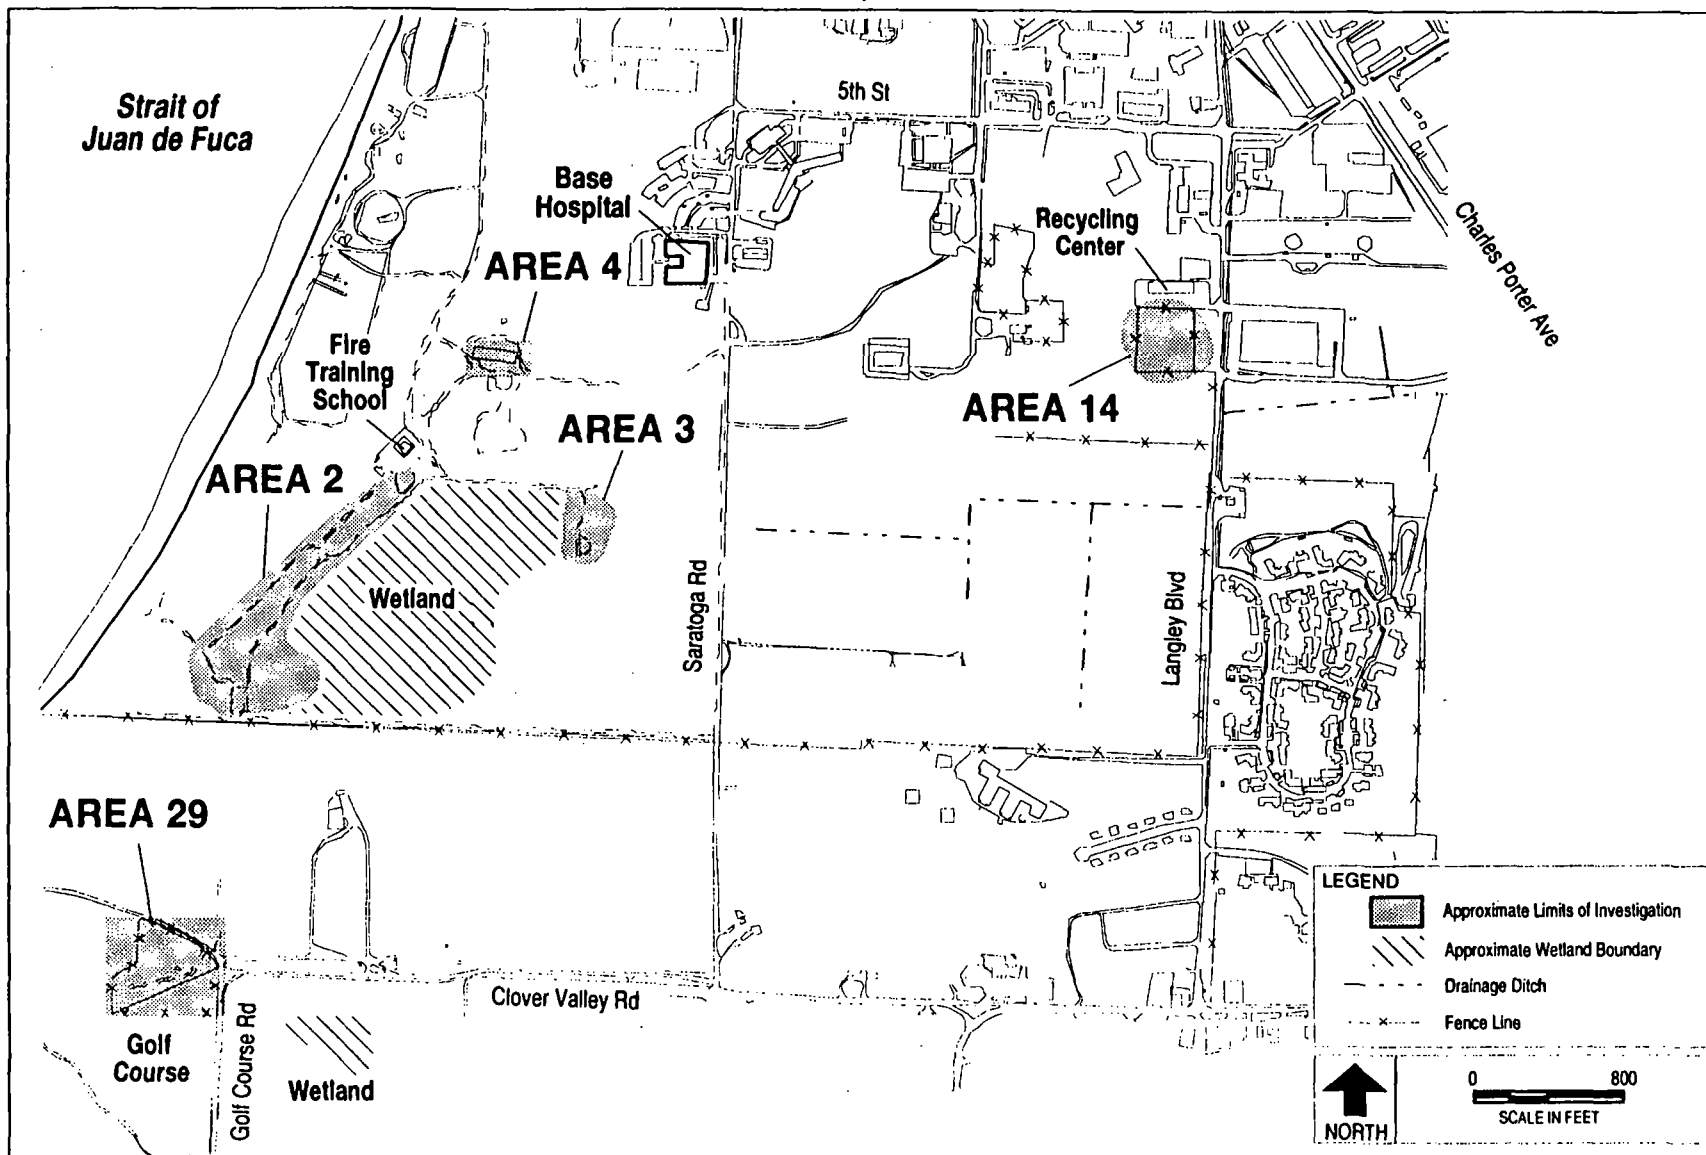 5th St
Strait of
Juan de Fuca
Base
Hospital
Recycling
Center
Charles Porter Ave
AREA 4
Fire
Training
School
AREA 3
AREA 14
AREA 2
Wetland
Saratoga Rd
Langley Blvd
AREA 29
Golf
Course
Golf Course Rd
Clover Valley Rd
Wetland
LEGEND
Approximate Limits of Investigation
Approximate Wetland Boundary
Drainage Ditch
Fence Line
NORTH
0 800
SCALE IN FEET